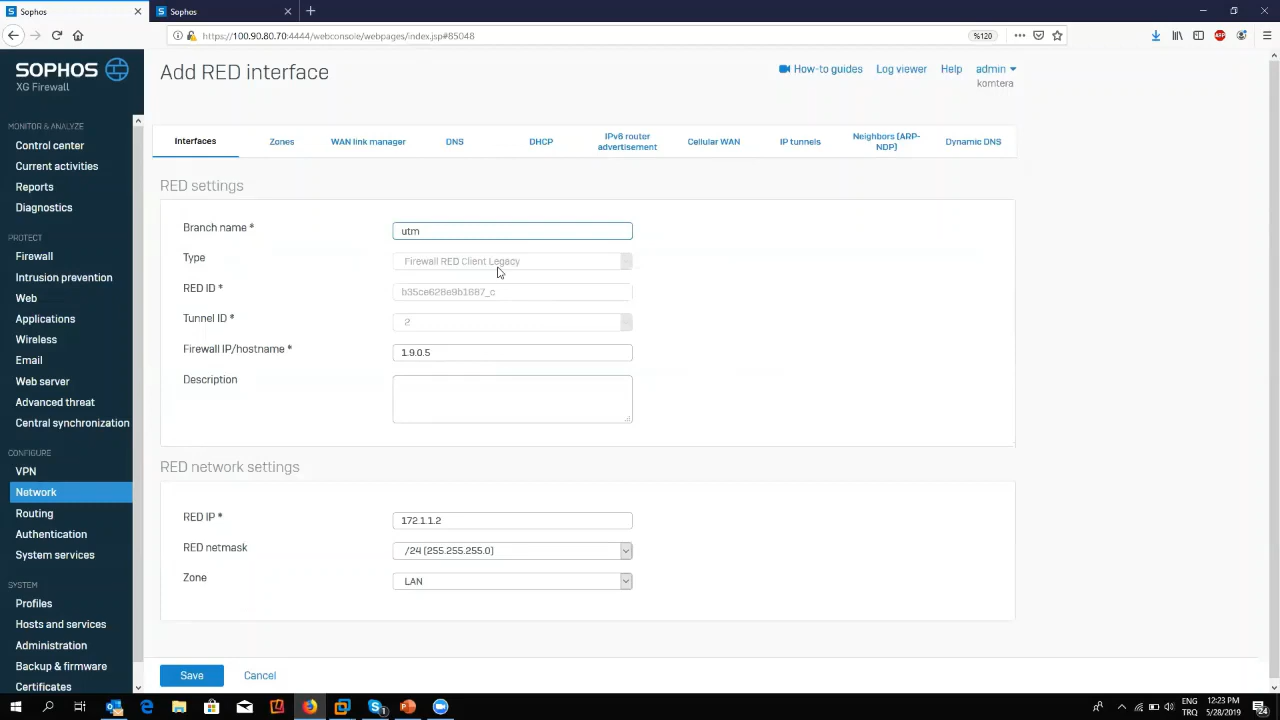 Sophos
Sophos
https://100.90.80.70:4444/webconsole/webpages/index.jsp#85048
%120
ABP
SOPHOS
XG Firewall
Add RED interface
How-to guides
Log viewer
Help
admin
komtera
MONITOR & ANALYZE
Control center
Current activities
Reports
Diagnostics
PROTECT
Firewall
Intrusion prevention
Web
Applications
Wireless
Email
Web server
Advanced threat
Central synchronization
CONFIGURE
VPN
Network
Routing
Authentication
System services
SYSTEM
Profiles
Hosts and services
Administration
Backup & firmware
Certificates
Interfaces
Zones
WAN link manager
DNS
DHCP
IPv6 router
advertisement
Cellular WAN
IP tunnels
Neighbors (ARP-
NDP)
Dynamic DNS
RED settings
Branch name *
utm
Type
Firewall RED Client Legacy
RED ID *
b35ce628e9b1687_c
Tunnel ID *
2
Firewall IP/hostname *
1.9.0.5
Description
RED network settings
RED IP *
172.1.1.2
RED netmask
/24 (255.255.255.0)
Zone
LAN
Save
Cancel
ENG
TRQ
12:23 PM
5/28/2019
24